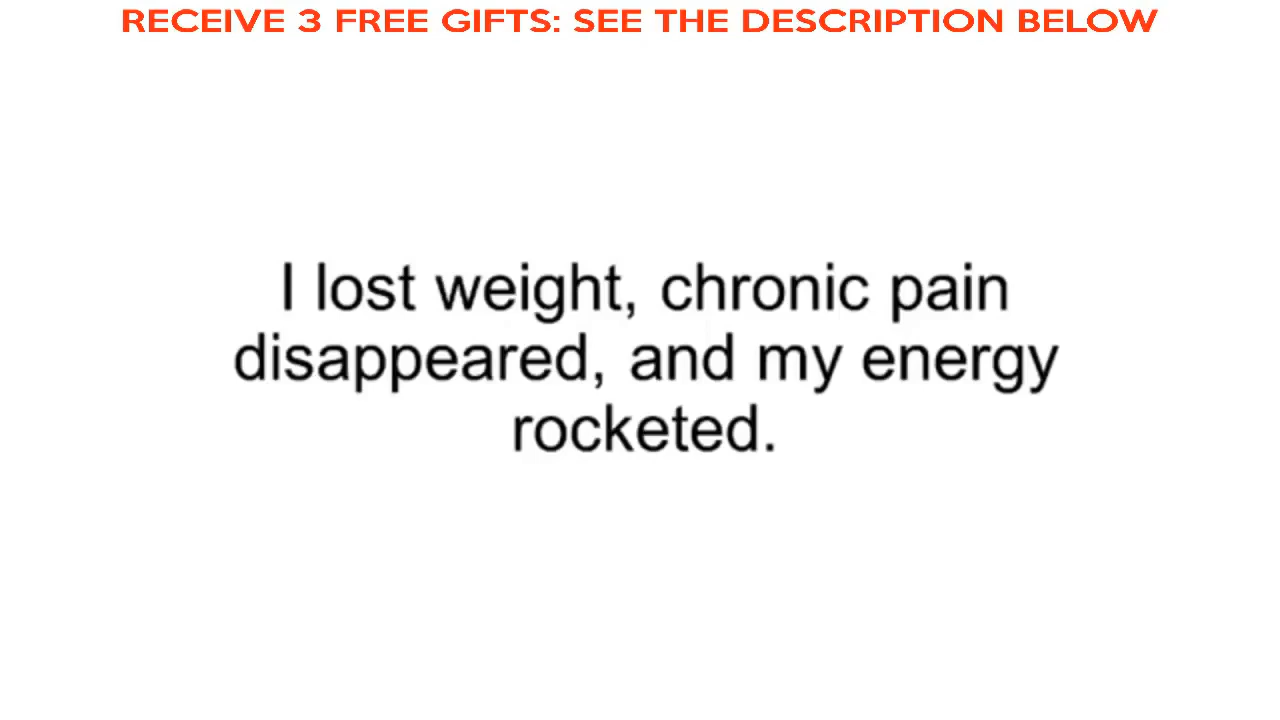 RECEIVE 3 FREE GIFTS: SEE THE DESCRIPTION BELOW
I lost weight, chronic pain
disappeared, and my energy
rocketed.